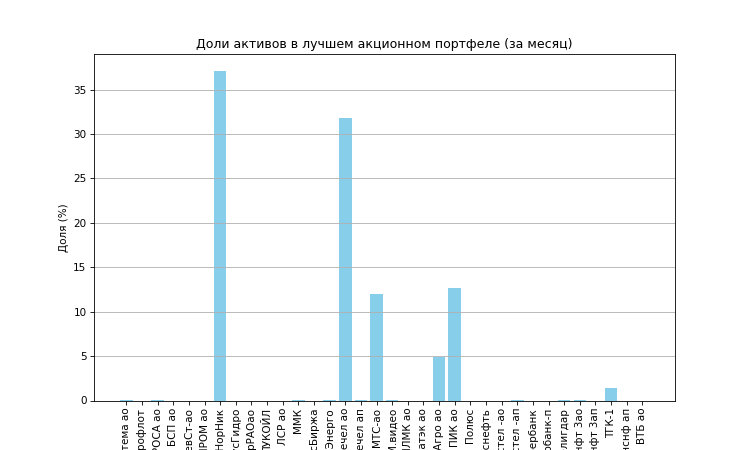 Доли активов в лучшем акционном портфеле (за месяц)
Доля (%)
35
30
25
20
15
10
5
0
тема ао
рофлот
РОСА ао
БСП ао
евСт-ао
ПРОМ ао
НорНик
сГидро
рРАОао
ЛУКОЙЛ
ЛСР ао
ММК
сБиржа
Энерго
ечел ао
ечел ап
МТС-ао
М.видео
ЛМК ао
атэк ао
Агро ао
ПИК ао
Полюс
снефть
стел -ао
стел -ап
ербанк
рбанк-п
лигдар
нфт 3ао
нфт 3ап
ТГК-1
нснф ап
ВТБ ао